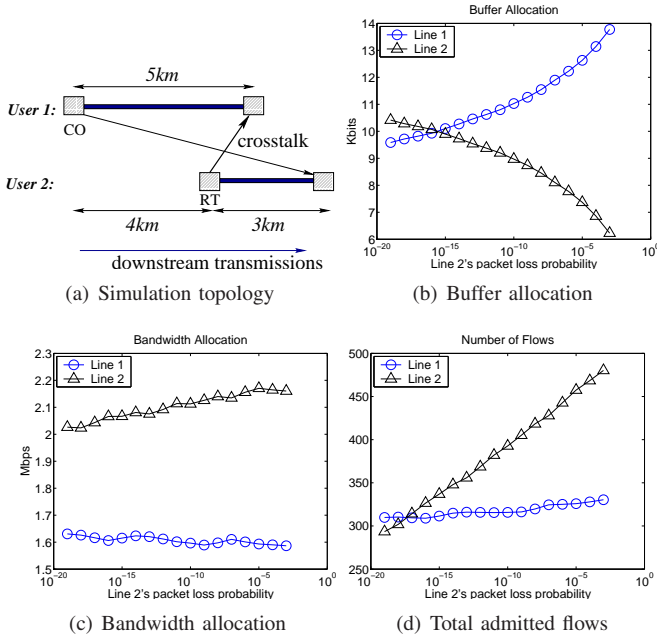 5km
User 1:
CO
crosstalk
User 2:
RT
4km
3km
downstream transmissions
(a) Simulation topology
Buffer Allocation
Line 1
Line 2
Kbits
14
13
12
11
10
9
8
7
6
10^-20
10^-15
10^-10
10^-5
10^0
Line 2's packet loss probability
(b) Buffer allocation
Bandwidth Allocation
Line 1
Line 2
Mbps
2.3
2.2
2.1
2
1.9
1.8
1.7
1.6
1.5
10^-20
10^-15
10^-10
10^-5
10^0
Line 2's packet loss probability
(c) Bandwidth allocation
Number of Flows
Line 1
Line 2
500
450
400
350
300
250
10^-20
10^-15
10^-10
10^-5
10^0
Line 2's packet loss probability
(d) Total admitted flows